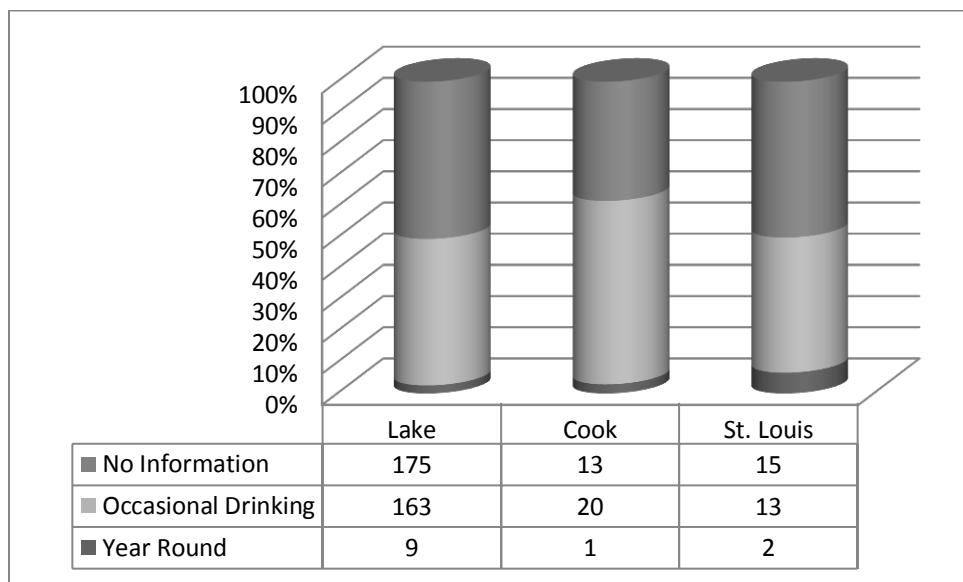 100%
90%
80%
70%
60%
50%
40%
30%
20%
10%
0%
Lake Cook St. Louis
No Information 175 13 15
Occasional Drinking 163 20 13
Year Round 9 1 2